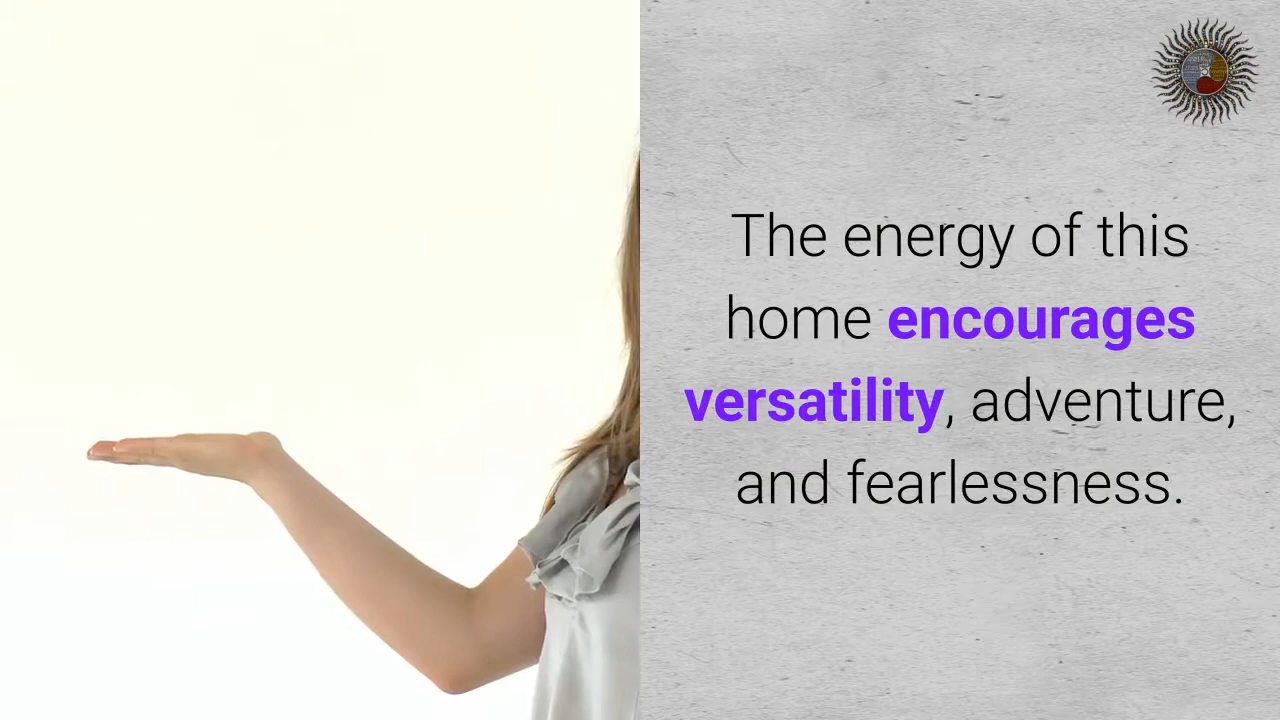 The energy of this
home encourages
versatility, adventure,
and fearlessness.